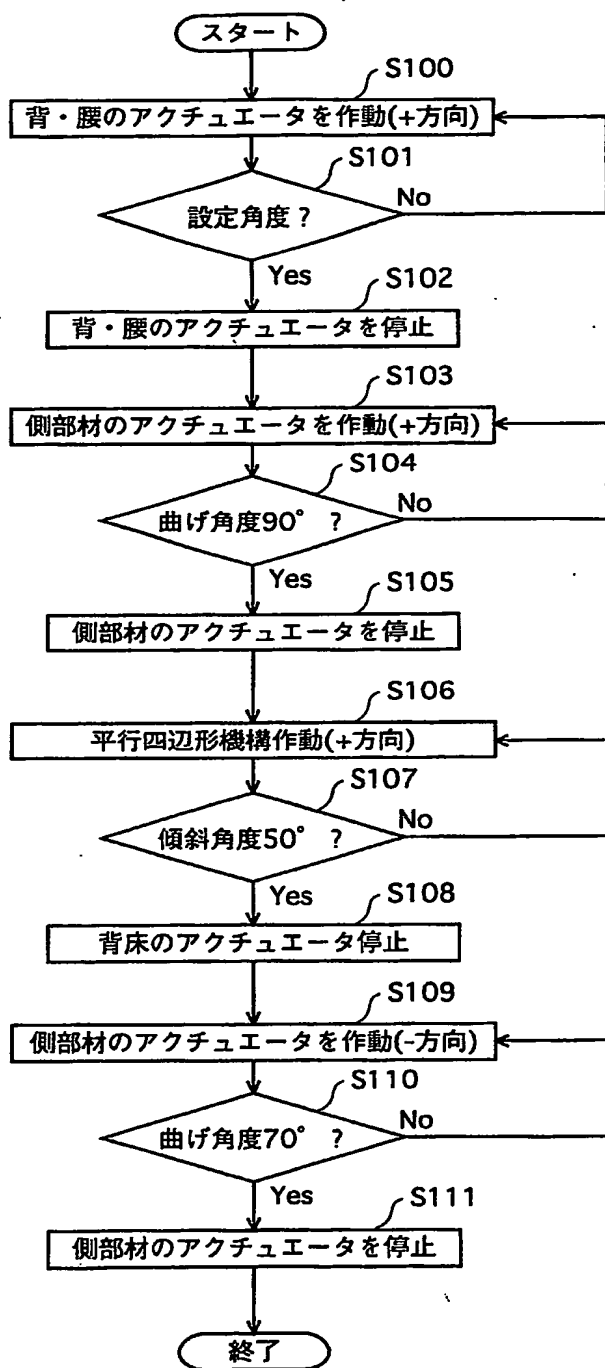 スタート
S100
背・腰のアクチュエータを作動(+方向)
S101
設定角度?
No
Yes
S102
背・腰のアクチュエータを停止
S103
側部材のアクチュエータを作動(+方向)
S104
曲げ角度90° ?
No
Yes
S105
側部材のアクチュエータを停止
S106
平行四辺形機構作動(+方向)
S107
傾斜角度50° ?
No
Yes
S108
背床のアクチュエータ停止
S109
側部材のアクチュエータを作動(-方向)
S110
曲げ角度70° ?
No
Yes
S111
側部材のアクチュエータを停止
終了